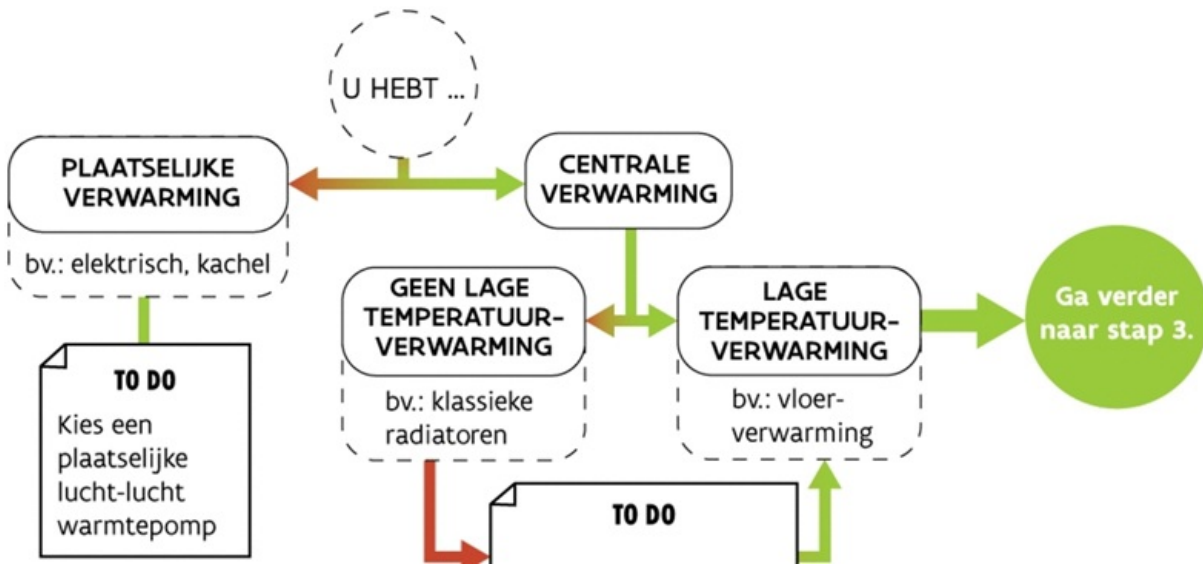 U HEBT ...
PLAATSELIJKE
VERWARMING
bv.: elektrisch, kachel
TO DO
Kies een
plaatselijke
lucht-lucht
warmtepomp
CENTRALE
VERWARMING
GEEN LAGE
TEMPERATUUR-
VERWARMING
bv.: klassieke
radiatoren
LAGE
TEMPERATUUR-
VERWARMING
bv.: vloer-
verwarming
TO DO
Ga verder
naar stap 3.